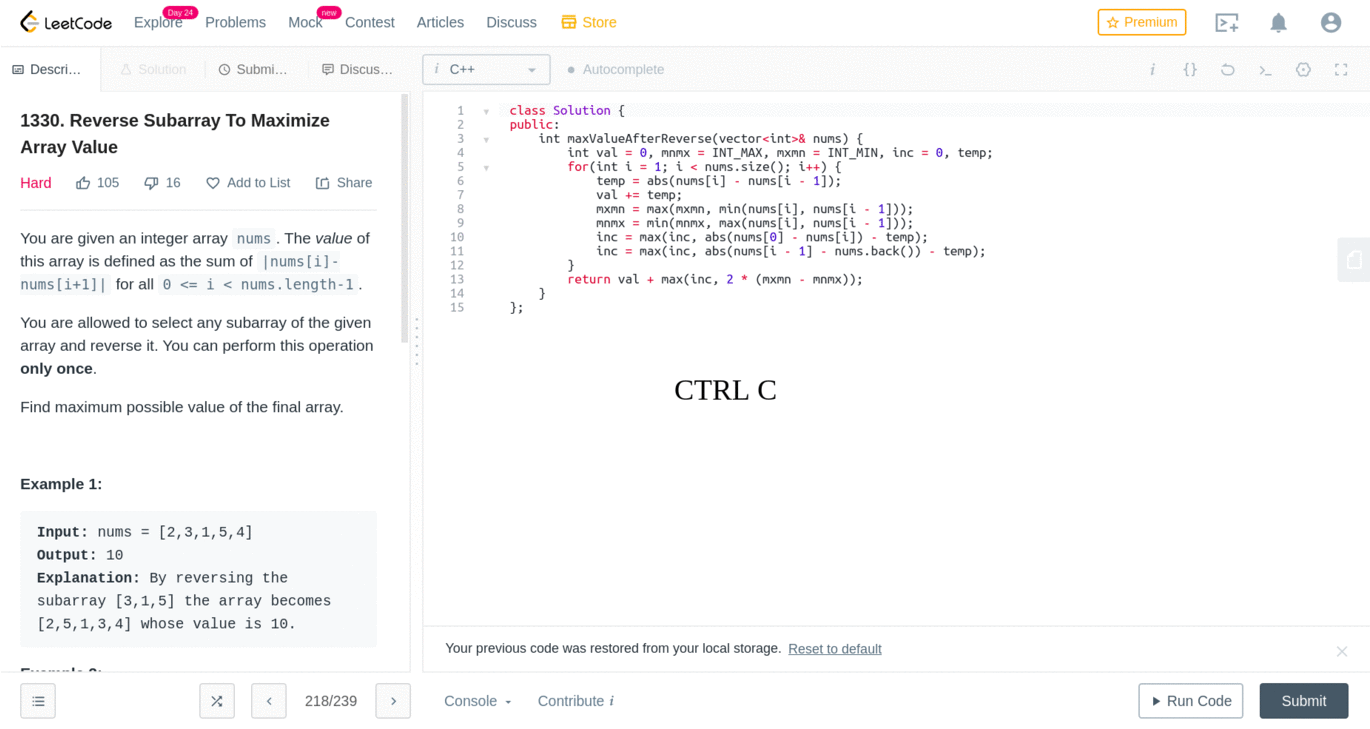 LeetCode Explore Day 24 Problems Mock new Contest Articles Discuss Store Premium
Descri... Solution Submi... Discus... i C++ Autocomplete i {}
1330. Reverse Subarray To Maximize
Array Value
Hard 105 16 Add to List Share
You are given an integer array nums. The value of
this array is defined as the sum of |nums[i]-
nums[i+1]| for all 0 <= i < nums.length-1.
You are allowed to select any subarray of the given
array and reverse it. You can perform this operation
only once.
Find maximum possible value of the final array.
Example 1:
Input: nums = [2,3,1,5,4]
Output: 10
Explanation: By reversing the
subarray [3,1,5] the array becomes
[2,5,1,3,4] whose value is 10.
Example 2:
1 class Solution {
2 public:
3 int maxValueAfterReverse(vector<int>& nums) {
4 int val = 0, mnmx = INT_MAX, mxmn = INT_MIN, inc = 0, temp;
5 for(int i = 1; i < nums.size(); i++) {
6 temp = abs(nums[i] - nums[i - 1]);
7 val += temp;
8 mxmn = max(mxmn, min(nums[i], nums[i - 1]));
9 mnmx = min(mnmx, max(nums[i], nums[i - 1]));
10 inc = max(inc, abs(nums[0] - nums[i]) - temp);
11 inc = max(inc, abs(nums[i - 1] - nums.back()) - temp);
12 }
13 return val + max(inc, 2 * (mxmn - mnmx));
14 }
15 };
CTRL C
Your previous code was restored from your local storage. Reset to default
218/239 Console Contribute i Run Code Submit